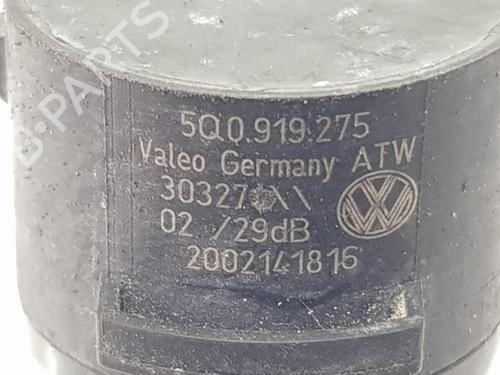 5Q0.919.275
Valeo Germany ATW
30327
02 /29dB
2002141816
B-PARTS